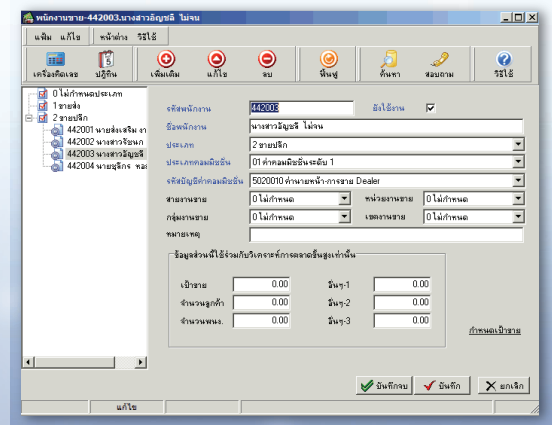 พนักงานขาย-442003.นางสาวอัญชลี ไม่จน
แฟ้ม แก้ไข หน้าต่าง วิธีใช้
เครื่องคิดเลข ปฏิทิน เพิ่มเติม แก้ไข ลบ ฟื้นฟู ค้นหา สอบถาม วิธีใช้
0 ไม่กำหนดประเภท
1 ขายส่ง
2 ขายปลีก
442001 นายส่งเสริม งา
442002 นางสาวรัชนก
442003 นางสาวอัญชลี
442004 นายชูลิกร
รหัสพนักงาน 442003 ยังใช้งาน
ชื่อพนักงาน นางสาวอัญชลี ไม่จน
ประเภท 2 ขายปลีก
ประเภทคอมมิชชั่น 01 ค่าคอมมิชชั่นระดับ 1
รหัสบัญชีค่าคอมมิชชั่น 5020010 ค่านายหน้า-การขาย Dealer
สายงานขาย 0 ไม่กำหนด หน่วยงานขาย 0 ไม่กำหนด
กลุ่มงานขาย 0 ไม่กำหนด เขตงานขาย 0 ไม่กำหนด
หมายเหตุ
ข้อมูลส่วนนี้ใช้ร่วมกับวิเคราะห์การตลาดขั้นสูงเท่านั้น
เป้าขาย 0.00 อื่นๆ-1 0.00
จำนวนลูกค้า 0.00 อื่นๆ-2 0.00
จำนวนพนง. 0.00 อื่นๆ-3 0.00
กำหนดเป้าขาย
บันทึกจบ บันทึก ยกเลิก
แก้ไข